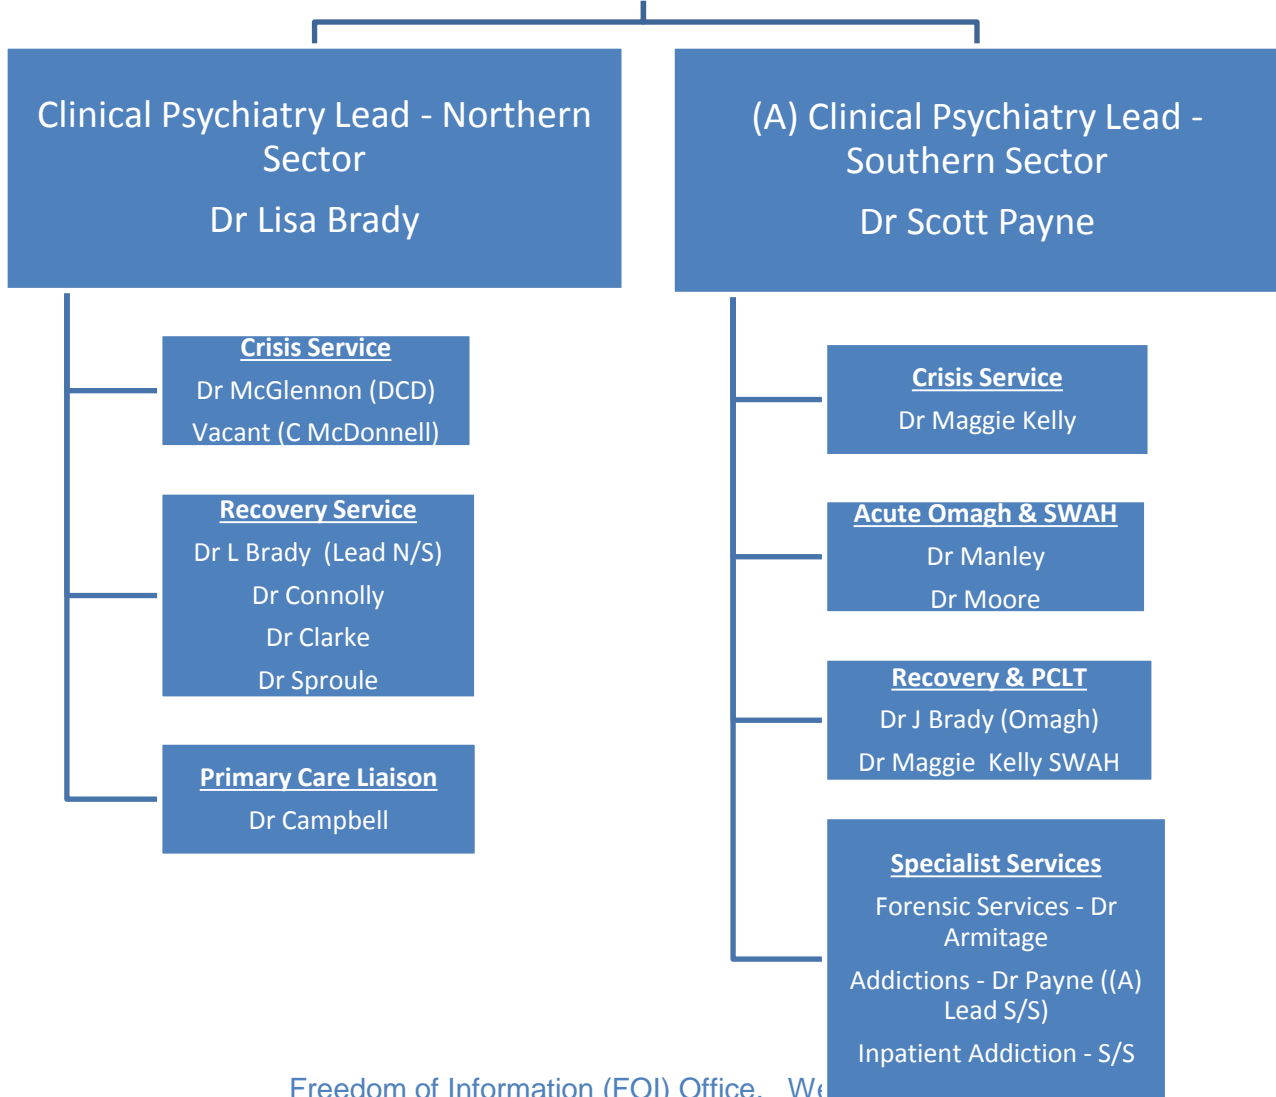 Clinical Psychiatry Lead - Northern
Sector
Dr Lisa Brady
(A) Clinical Psychiatry Lead -
Southern Sector
Dr Scott Payne
Crisis Service
Dr McGlennon (DCD)
Vacant (C McDonnell)
Recovery Service
Dr L Brady  (Lead N/S)
Dr Connolly
Dr Clarke
Dr Sproule
Primary Care Liaison
Dr Campbell
Crisis Service
Dr Maggie Kelly
Acute Omagh & SWAH
Dr Manley
Dr Moore
Recovery & PCLT
Dr J Brady (Omagh)
Dr Maggie  Kelly SWAH
Specialist Services
Forensic Services - Dr
Armitage
Addictions - Dr Payne ((A)
Lead S/S)
Inpatient Addiction - S/S
Freedom of Information (FOI) Office.